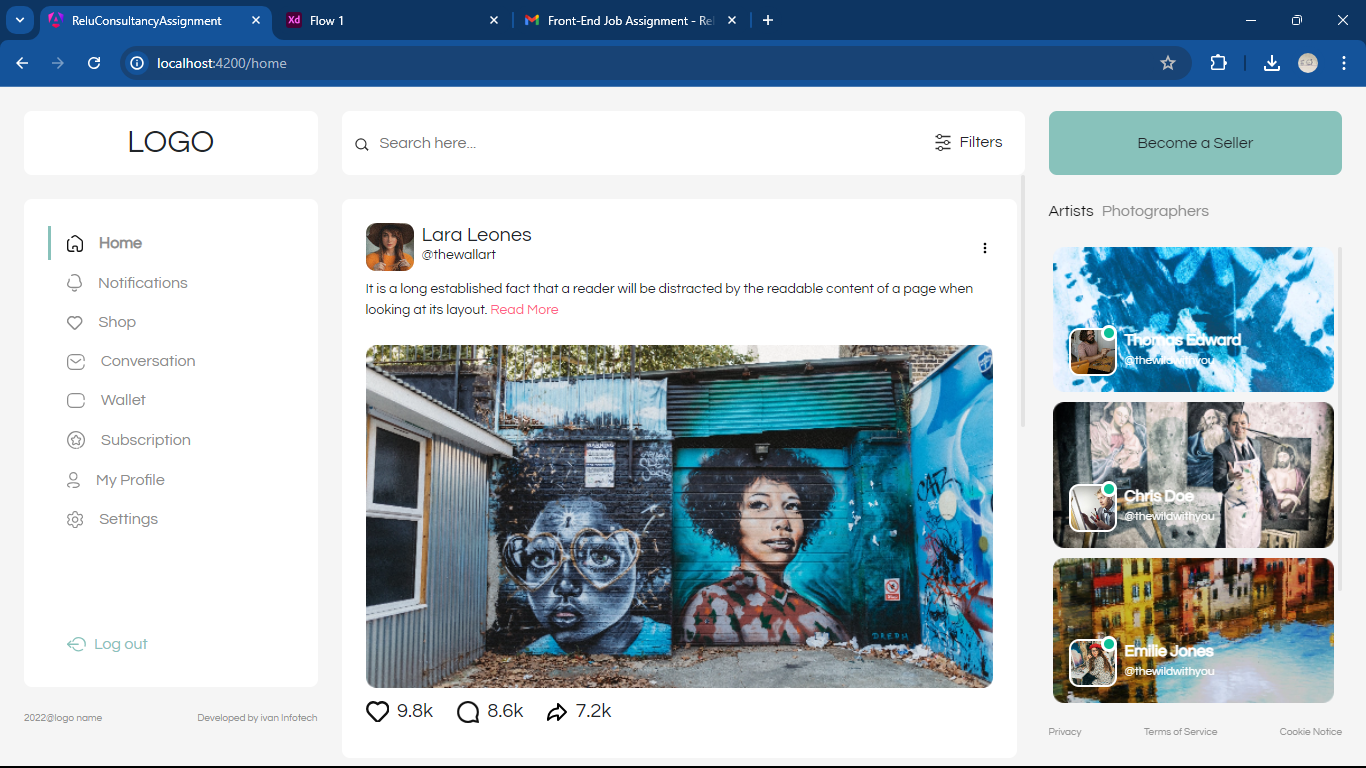 ReluConsultancyAssignment
Xd Flow 1
Front-End Job Assignment - Rel
localhost:4200/home
LOGO
Search here...
Filters
Become a Seller
Home
Notifications
Shop
Conversation
Wallet
Subscription
My Profile
Settings
Log out
2022@logo name
Developed by ivan Infotech
Lara Leones
@thewallart
It is a long established fact that a reader will be distracted by the readable content of a page when
looking at its layout. Read More
DREAM
9.8k
8.6k
7.2k
Artists
Photographers
Thomas Edward
@thewildwithyou
Chris Doe
@thewildwithyou
Emilie Jones
@thewildwithyou
Privacy
Terms of Service
Cookie Notice